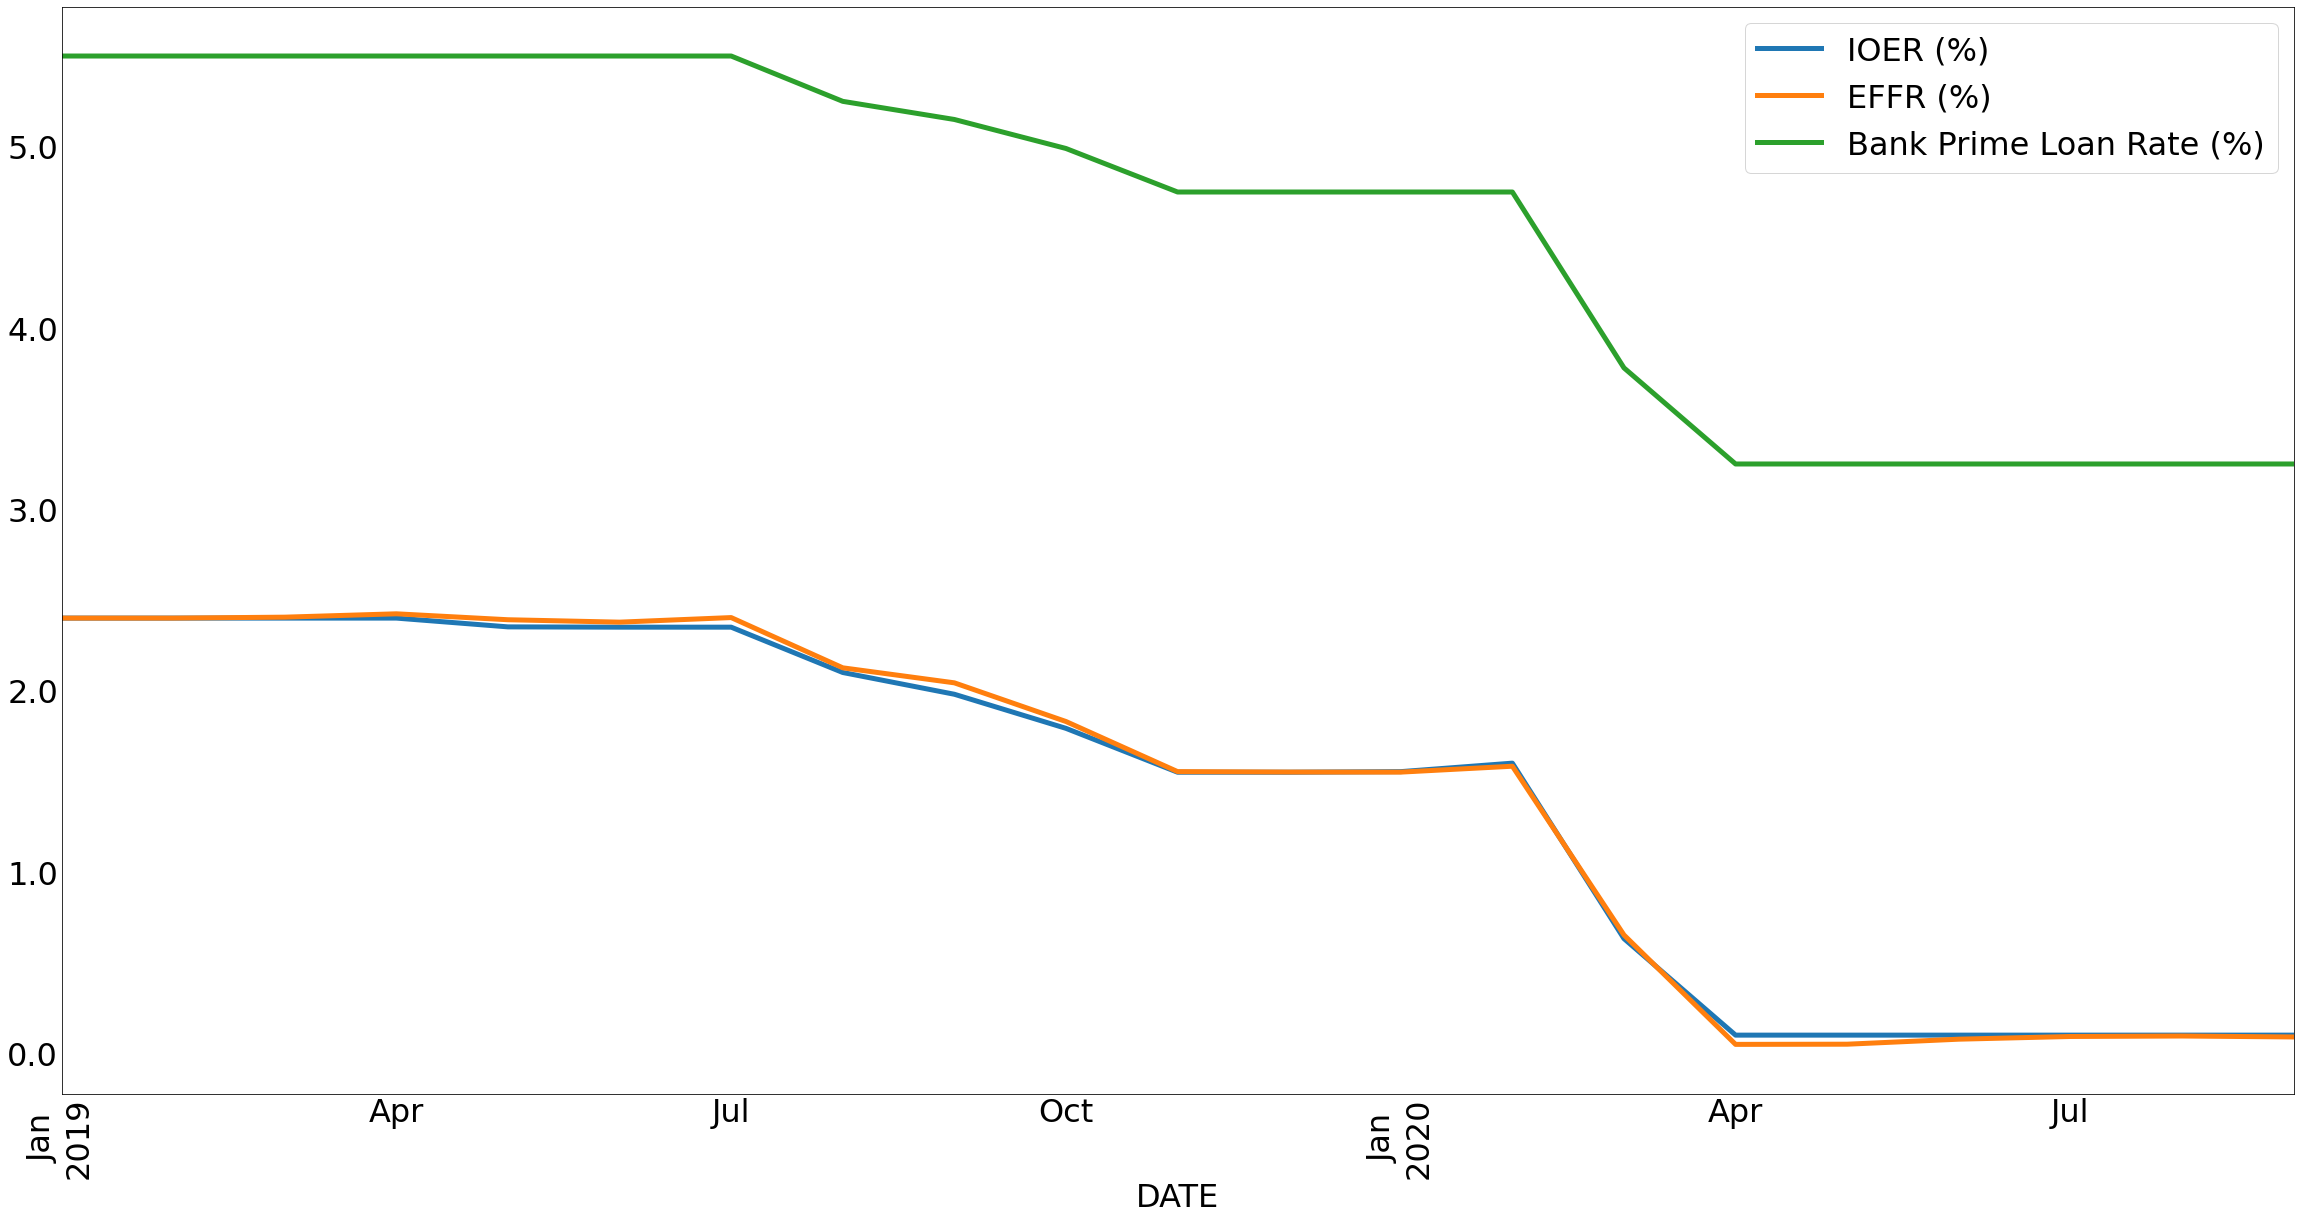 IOER (%)
EFFR (%)
Bank Prime Loan Rate (%)
5.0
4.0
3.0
2.0
1.0
0.0
Jan
2019
Apr
Jul
Oct
Jan
2020
Apr
Jul
DATE